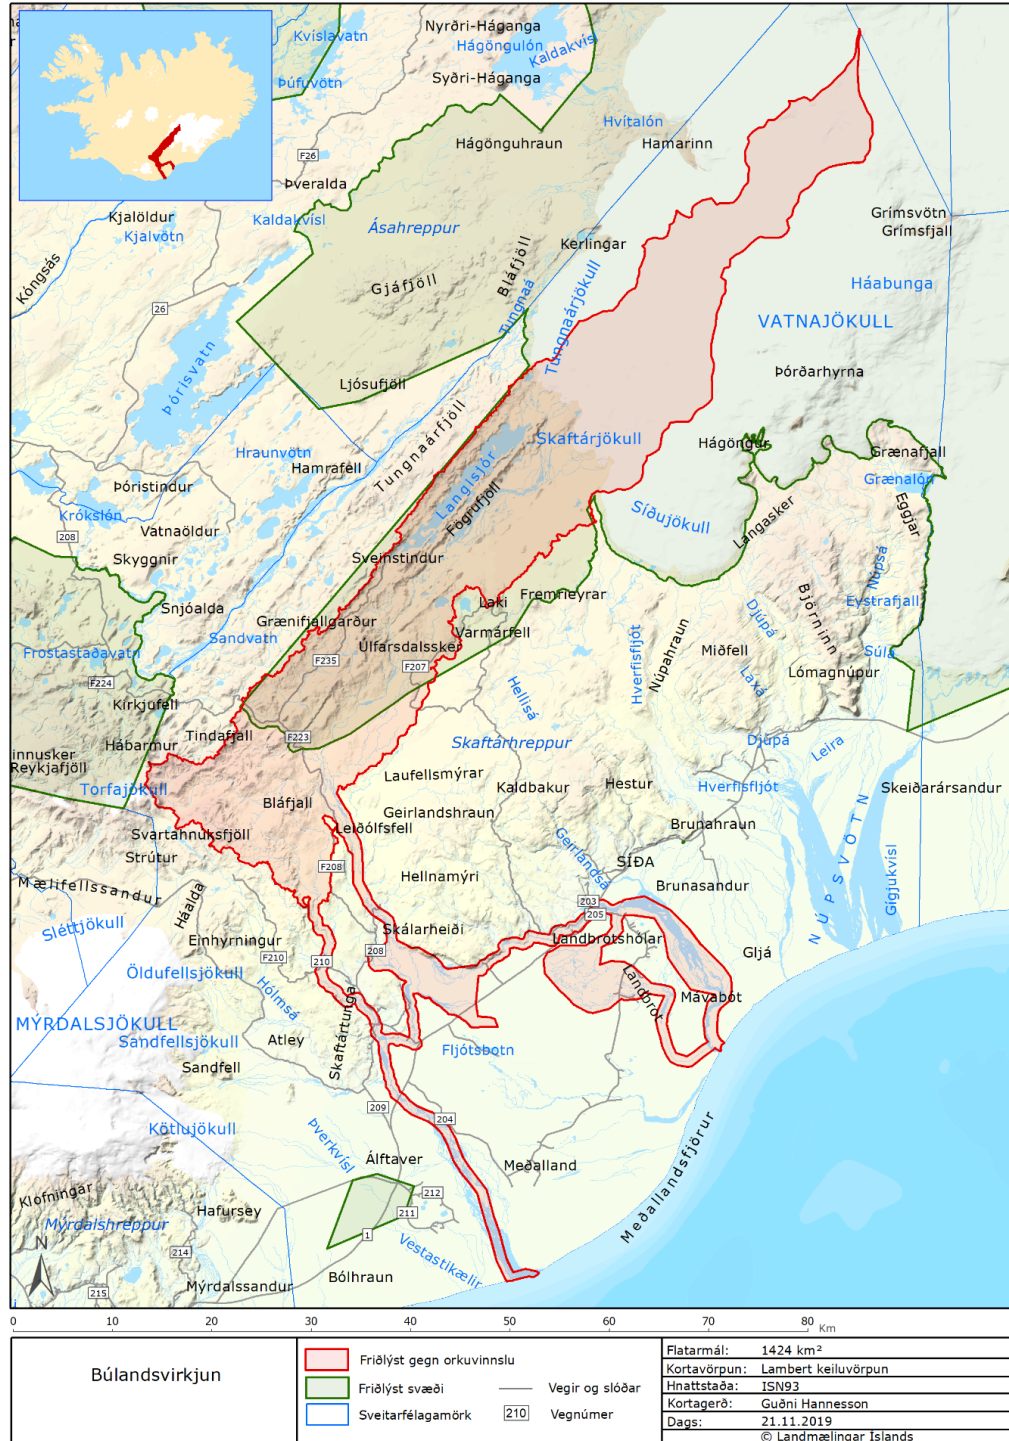 Nyrðri-Háganga
Kvíslavatn
Hágöngulón
Kaldakvísl
Þúfuvötn
Syðri-Háganga
Hvítalón
Hágönguhraun
Hamarinn
F26
Þveralda
Kjalöldur
Kaldakvísl
Kjalvötn
Ásahreppur
Grímsvötn
Grímsfjall
Kerlingar
Bláfjöll
Kóngsás
Gjáfjöll
Háabunga
26
Tungnaá
Tungnaárjökull
VATNAJÖKULL
Þórisvatn
Ljósufjöll
Þórðarhyrna
Tungnaárfjöll
Skaftárjökull
Hágöngur
Hraunvötn
Grænafjall
Hamrafell
Langisjór
Grænalón
Þóristindur
Fögrufjöll
Eggjar
Krókslón
Síðujökull
Langasker
Vatnaöldur
208
Skyggnir
Sveinstindur
Núpsá
Fremrieyrar
Laki
Björninn
Snjóalda
Eystrafjall
Grænifjallgarður
Djúpá
Varmárfell
Sandvatn
Úlfarsdalssker
Hverfisfljót
Núpahraun
Miðfell
Frostastaðavatn
F235
F207
Súla
Lómagnúpur
F224
Laxá
Hellisá
Kirkjufell
Tindafjall
F223
Skaftárhreppur
Djúpá
Hábarmur
Leira
innusker
Reykjafjöll
Laufellsmýrar
Kaldbakur
Hestur
Hverfisfljót
Skeiðarársandur
Torfajökull
Bláfjall
Geirlandshraun
Brunahraun
Svartahnuksfjöll
Leiðólfsfell
Geirlandsá
Strútur
SÍÐA
F208
Hellnamýri
Brunasandur
NÚPSVÖTN
Gígjukvísl
Mælifellssandur
Háalda
203
205
Sléttjökull
Skálarheiði
Einhyrningur
Landbrotshólar
208
Gljá
F210
210
Öldufellsjökull
Hólmsá
Landbrot
Mávabót
MÝRDALSJÖKULL
Skaftártunga
Atley
Sandfellsjökull
Fljótsbotn
Sandfell
209
204
Kötlujökull
Þverkvísl
Meðallandsfjörur
Álftaver
Meðalland
Klofningar
212
Hafursey
211
Mýrdalshreppur
1
214
Vestastikælir
N
Bólhraun
Mýrdalssandur
215
0 10 20 30 40 50 60 70 80 Km
Búlandsvirkjun
Friðlýst gegn orkuvinnslu
Friðlýst svæði
Vegir og slóðar
Sveitarfélagamörk
210 Vegnúmer
Flatarmál: 1424 km²
Kortavörpun: Lambert keiluvörpun
Hnattstaða: ISN93
Kortagerð: Guðni Hannesson
Dags: 21.11.2019
© Landmælingar Íslands